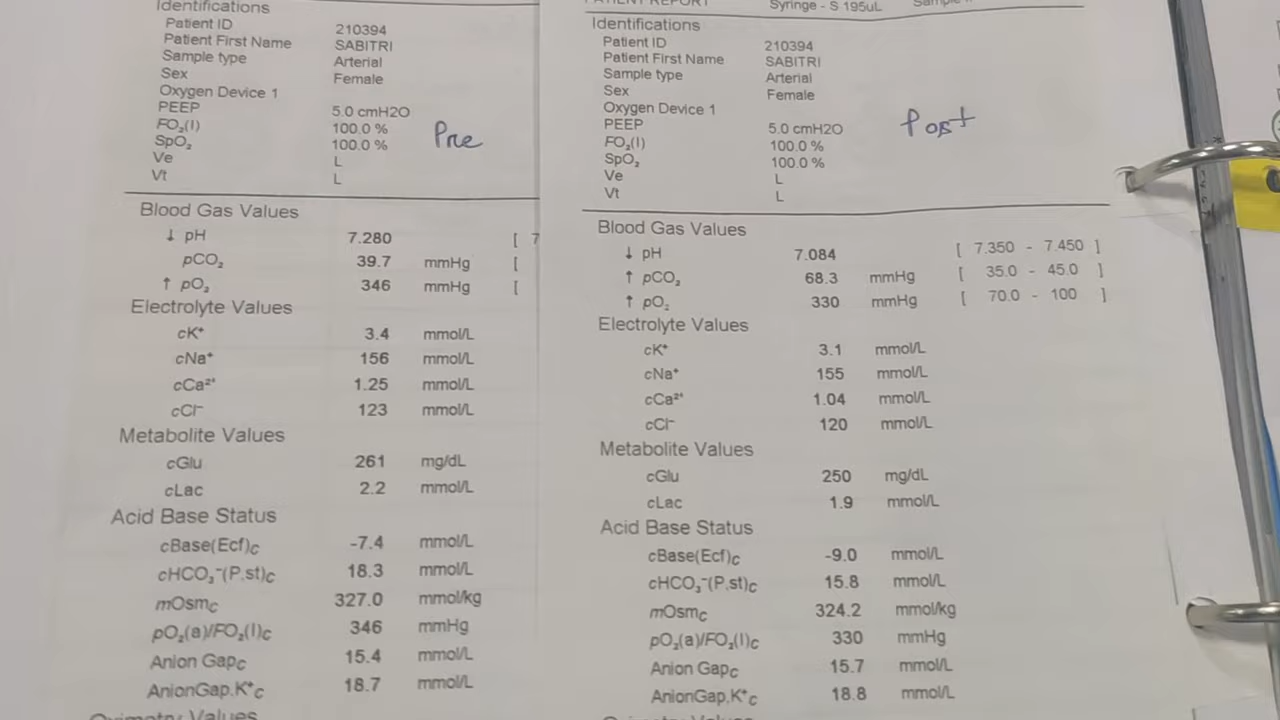 Identifications
Patient ID 210394
Patient First Name SABITRI
Sample type Arterial
Sex Female
Oxygen Device 1
PEEP 5.0 cmH2O
FO₂(I) 100.0 %
SpO₂ 100.0 %
Ve L
Vt L
Pre
Blood Gas Values
↓ pH 7.280 [ 7
pCO₂ 39.7 mmHg [
↑ pO₂ 346 mmHg [
Electrolyte Values
cK⁺ 3.4 mmol/L
cNa⁺ 156 mmol/L
cCa²⁺ 1.25 mmol/L
cCl⁻ 123 mmol/L
Metabolite Values
cGlu 261 mg/dL
cLac 2.2 mmol/L
Acid Base Status
cBase(Ecf)c -7.4 mmol/L
cHCO₃⁻(P,st)c 18.3 mmol/L
mOsmc 327.0 mmol/kg
pO₂(a)/FO₂(I)c 346 mmHg
Anion Gapc 15.4 mmol/L
AnionGap,K⁺c 18.7 mmol/L
Oximetry Values
PATIENT REPORT Syringe - S 195uL
Identifications
Patient ID 210394
Patient First Name SABITRI
Sample type Arterial
Sex Female
Oxygen Device 1
PEEP 5.0 cmH2O
FO₂(I) 100.0 %
SpO₂ 100.0 %
Ve L
Vt L
Post
Blood Gas Values
↓ pH 7.084 [ 7.350 - 7.450 ]
↑ pCO₂ 68.3 mmHg [ 35.0 - 45.0 ]
↑ pO₂ 330 mmHg [ 70.0 - 100 ]
Electrolyte Values
cK⁺ 3.1 mmol/L
cNa⁺ 155 mmol/L
cCa²⁺ 1.04 mmol/L
cCl⁻ 120 mmol/L
Metabolite Values
cGlu 250 mg/dL
cLac 1.9 mmol/L
Acid Base Status
cBase(Ecf)c -9.0 mmol/L
cHCO₃⁻(P,st)c 15.8 mmol/L
mOsmc 324.2 mmol/kg
pO₂(a)/FO₂(I)c 330 mmHg
Anion Gapc 15.7 mmol/L
AnionGap,K⁺c 18.8 mmol/L